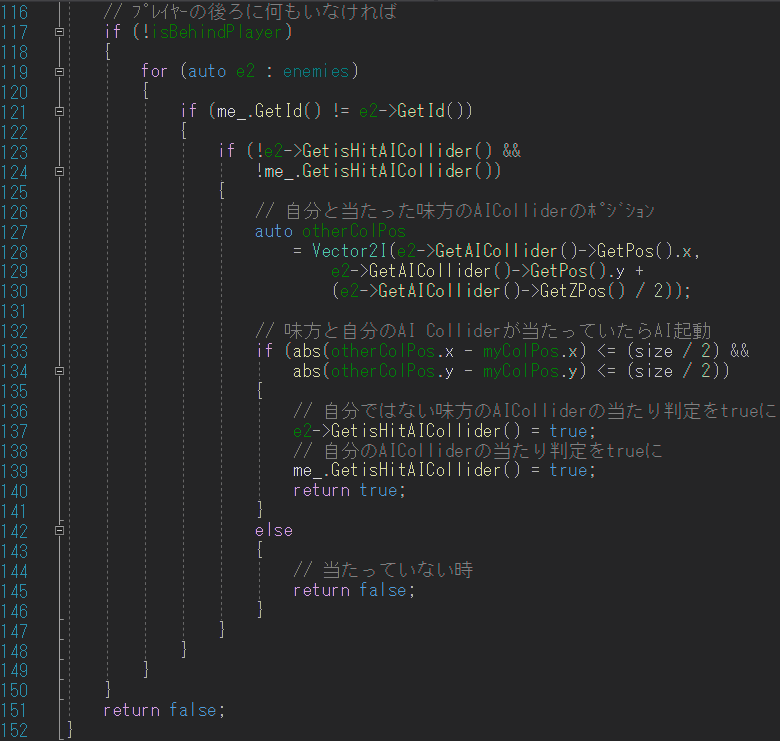 116 // ﾌﾟﾚｲﾔｰの後ろに何もいなければ
117 if (!isBehindPlayer)
118 {
119 for (auto e2 : enemies)
120 {
121 if (me_.GetId() != e2->GetId())
122 {
123 if (!e2->GetisHitAICollider() &&
124 !me_.GetisHitAICollider())
125 {
126 // 自分と当たった味方のAIColliderのﾎﾟｼﾞｼｮﾝ
127 auto otherColPos
128 = Vector2I(e2->GetAICollider()->GetPos().x,
129 e2->GetAICollider()->GetPos().y +
130 (e2->GetAICollider()->GetZPos() / 2));
131
132 // 味方と自分のAI Colliderが当たっていたらAI起動
133 if (abs(otherColPos.x - myColPos.x) <= (size / 2) &&
134 abs(otherColPos.y - myColPos.y) <= (size / 2))
135 {
136 // 自分ではない味方のAIColliderの当たり判定をtrueに
137 e2->GetisHitAICollider() = true;
138 // 自分のAIColliderの当たり判定をtrueに
139 me_.GetisHitAICollider() = true;
140 return true;
141 }
142 else
143 {
144 // 当たっていない時
145 return false;
146 }
147 }
148 }
149 }
150 }
151 return false;
152 }